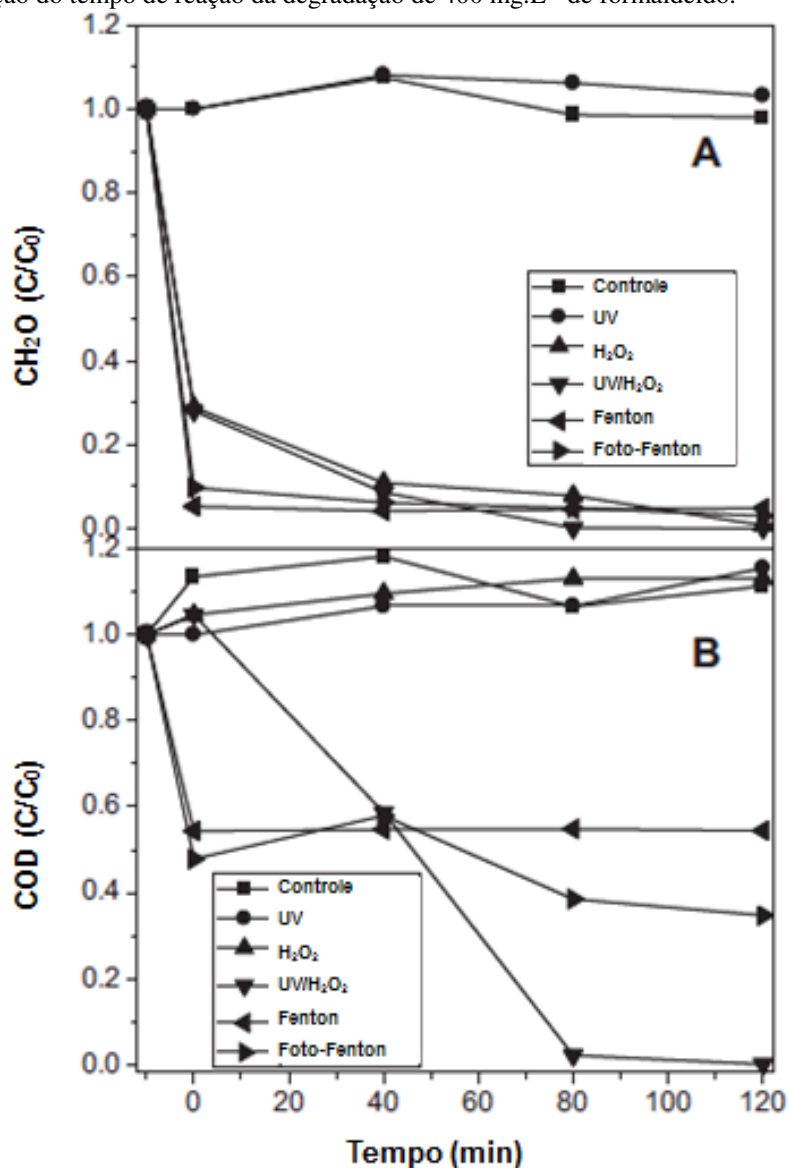 do tempo de reação da degradação de 400 mg.L⁻¹ de formaldeído.
1.2
1.0
0.8
0.6
0.4
0.2
0.0
CH₂O (C/C₀)
A
Controle
UV
H₂O₂
UV/H₂O₂
Fenton
Foto-Fenton
1.2
1.0
0.8
0.6
0.4
0.2
0.0
COD (C/C₀)
B
Controle
UV
H₂O₂
UV/H₂O₂
Fenton
Foto-Fenton
0 20 40 60 80 100 120
Tempo (min)